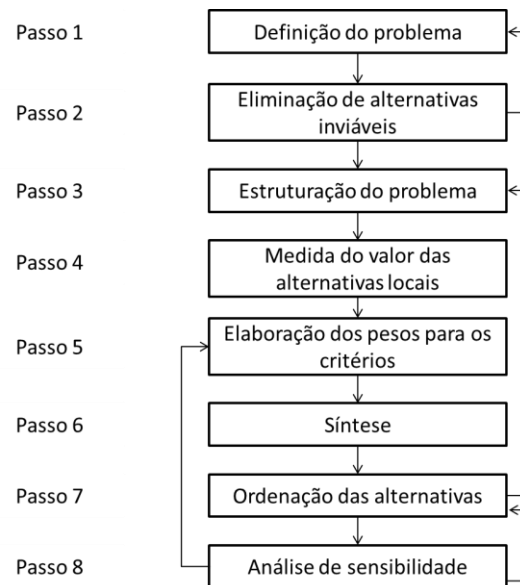 Passo 1
Definição do problema
Passo 2
Eliminação de alternativas
inviáveis
Passo 3
Estruturação do problema
Passo 4
Medida do valor das
alternativas locais
Passo 5
Elaboração dos pesos para os
critérios
Passo 6
Síntese
Passo 7
Ordenação das alternativas
Passo 8
Análise de sensibilidade